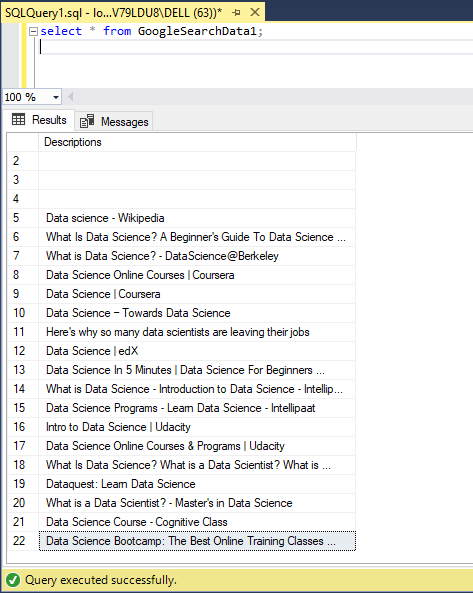 SQLQuery1.sql - lo...V79LDU8\DELL (63))*
select * from GoogleSearchData1;
100 %
Results Messages
Descriptions
2
3
4
5 Data science - Wikipedia
6 What Is Data Science? A Beginner's Guide To Data Science ...
7 What is Data Science? - DataScience@Berkeley
8 Data Science Online Courses | Coursera
9 Data Science | Coursera
10 Data Science – Towards Data Science
11 Here's why so many data scientists are leaving their jobs
12 Data Science | edX
13 Data Science In 5 Minutes | Data Science For Beginners ...
14 What is Data Science - Introduction to Data Science - Intellip...
15 Data Science Programs - Learn Data Science - Intellipaat
16 Intro to Data Science | Udacity
17 Data Science Online Courses & Programs | Udacity
18 What Is Data Science? What is a Data Scientist? What is ...
19 Dataquest: Learn Data Science
20 What is a Data Scientist? - Master's in Data Science
21 Data Science Course - Cognitive Class
22 Data Science Bootcamp: The Best Online Training Classes ...
Query executed successfully.